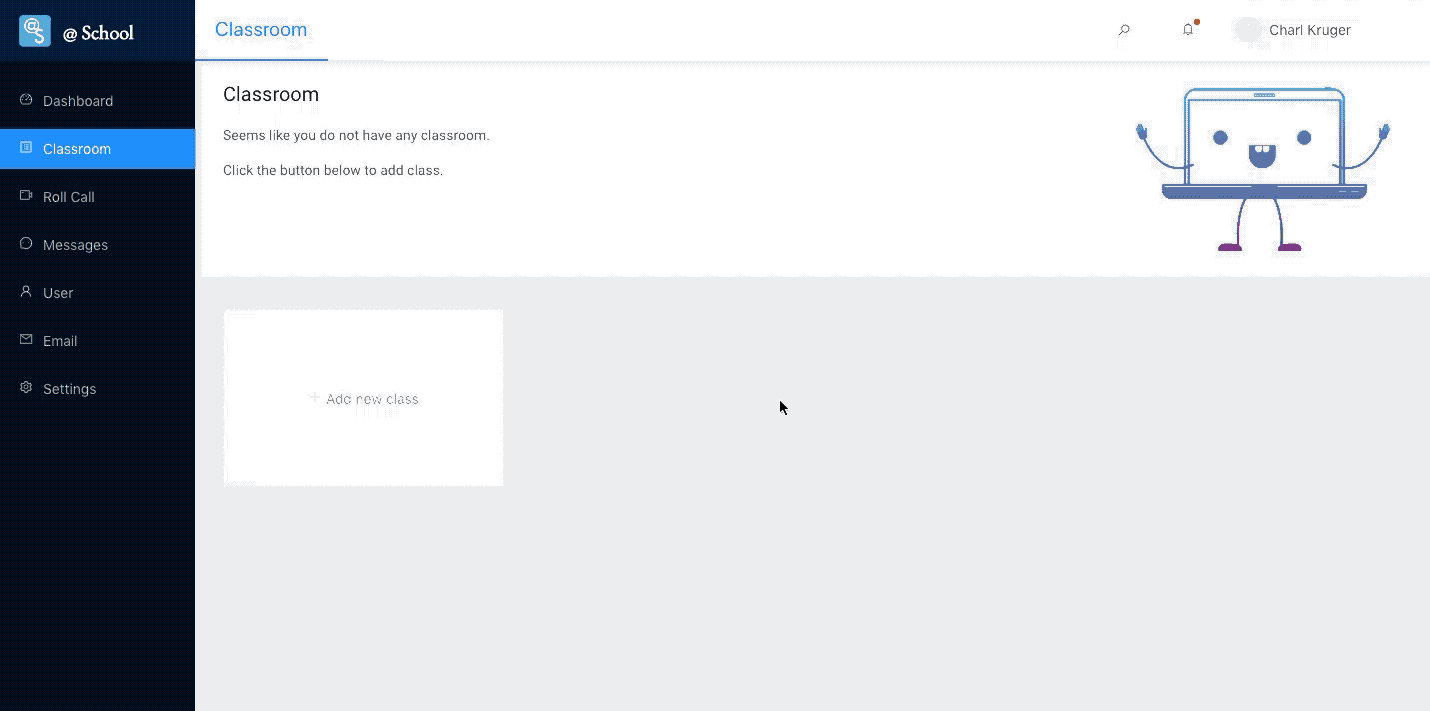 @ School
Classroom
Charl Kruger
Dashboard
Classroom
Roll Call
Messages
User
Email
Settings
Classroom
Seems like you do not have any classroom.
Click the button below to add class.
+ Add new class